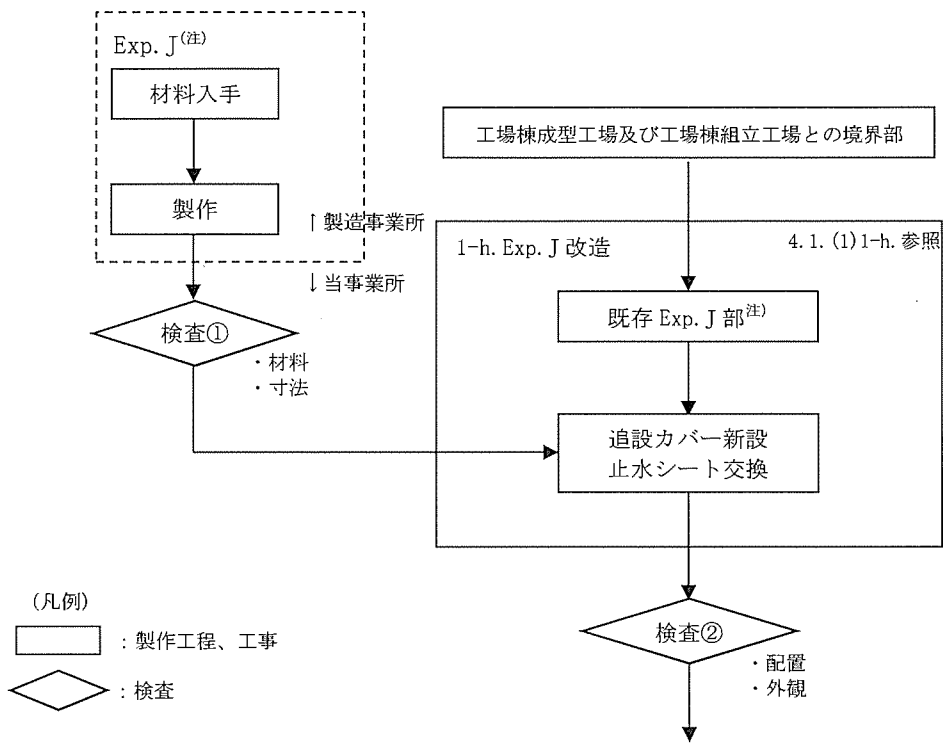 Exp. J(注)
材料入手
製作
↑製造事業所
↓当事業所
検査①
・材料
・寸法
工場棟成型工場及び工場棟組立工場との境界部
1-h. Exp. J 改造
4.1.(1)1-h. 参照
既存 Exp. J 部注)
追設カバー新設
止水シート交換
検査②
・配置
・外観
(凡例)
：製作工程、工事
：検査